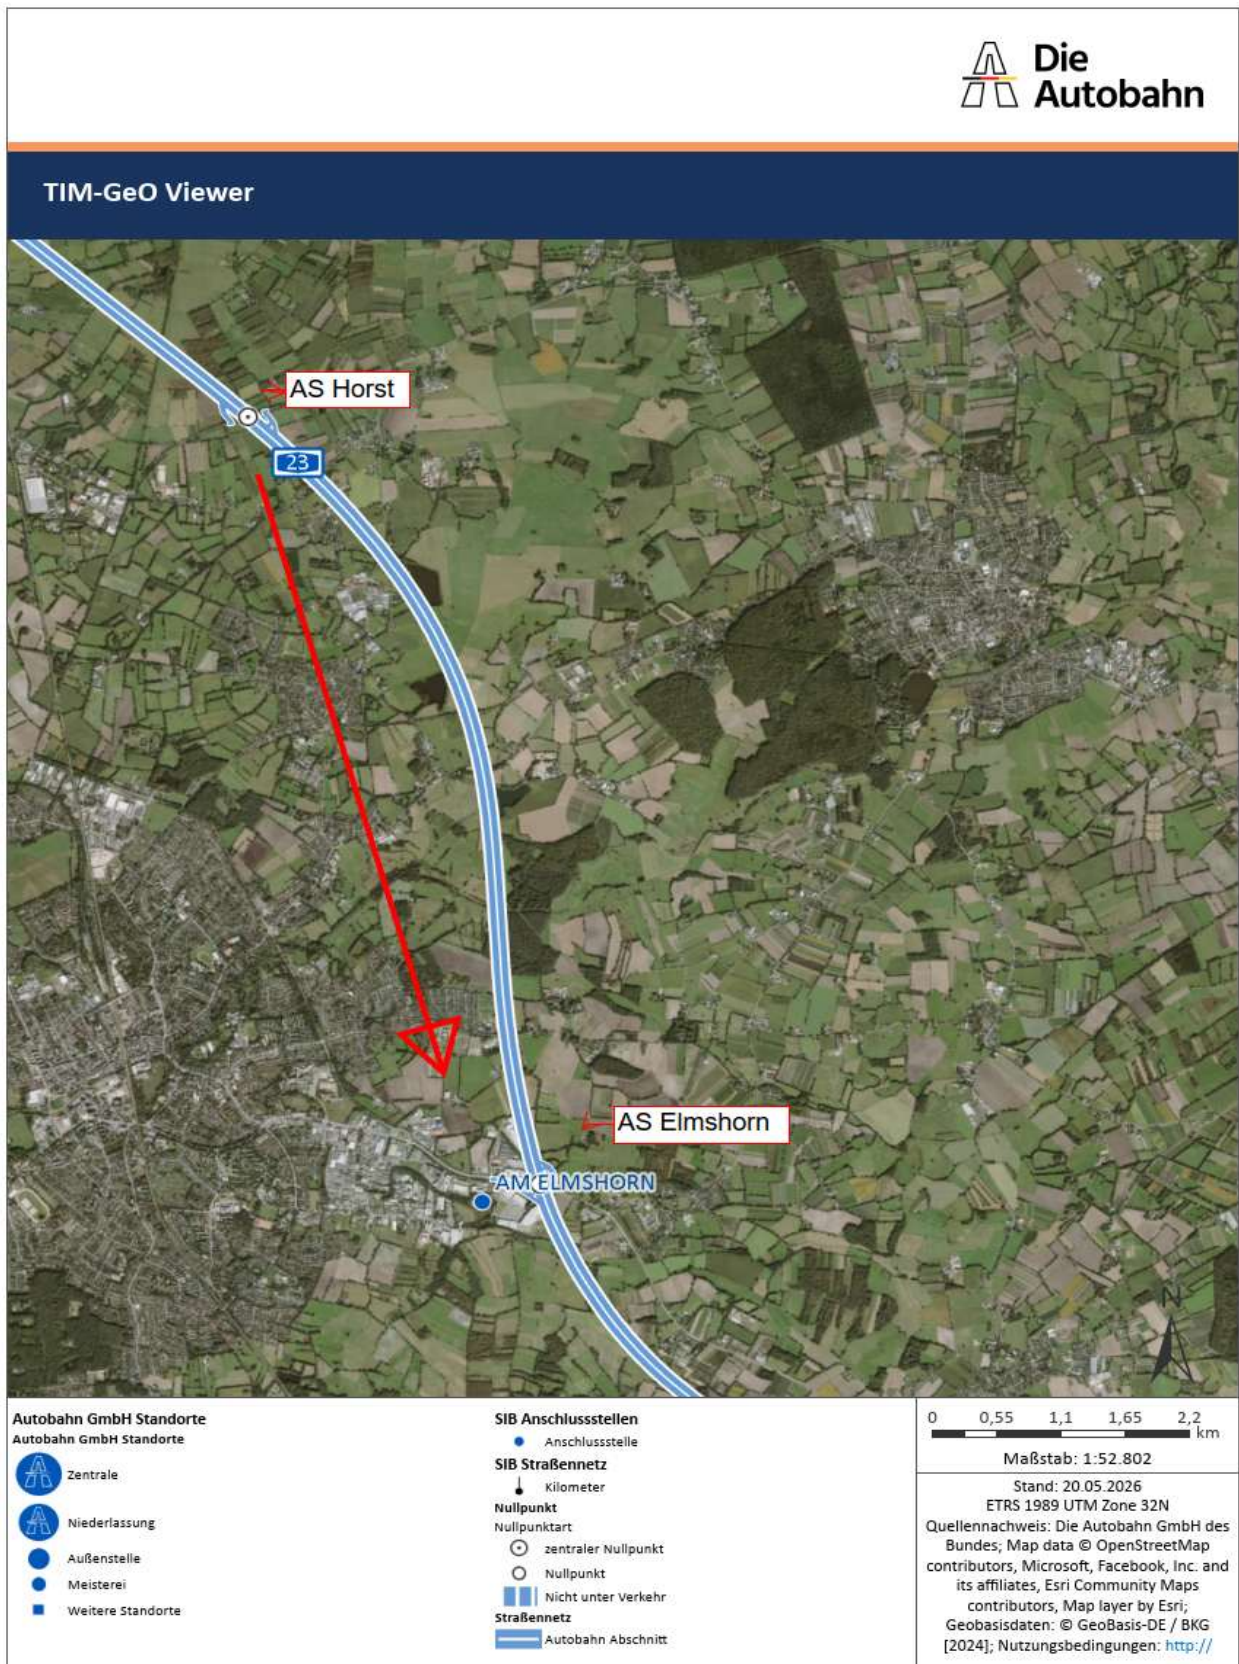 Die
Autobahn
TIM-GeO Viewer
AS Horst
23
AS Elmshorn
AM ELMSHORN
N
Autobahn GmbH Standorte
Autobahn GmbH Standorte
Zentrale
Niederlassung
Außenstelle
Meisterei
Weitere Standorte
SIB Anschlussstellen
Anschlussstelle
SIB Straßennetz
Kilometer
Nullpunkt
Nullpunktart
zentraler Nullpunkt
Nullpunkt
Nicht unter Verkehr
Straßennetz
Autobahn Abschnitt
0 0,55 1,1 1,65 2,2
km
Maßstab: 1:52.802
Stand: 20.05.2026
ETRS 1989 UTM Zone 32N
Quellennachweis: Die Autobahn GmbH des
Bundes; Map data © OpenStreetMap
contributors, Microsoft, Facebook, Inc. and
its affiliates, Esri Community Maps
contributors, Map layer by Esri;
Geobasisdaten: © GeoBasis-DE / BKG
[2024]; Nutzungsbedingungen: http://